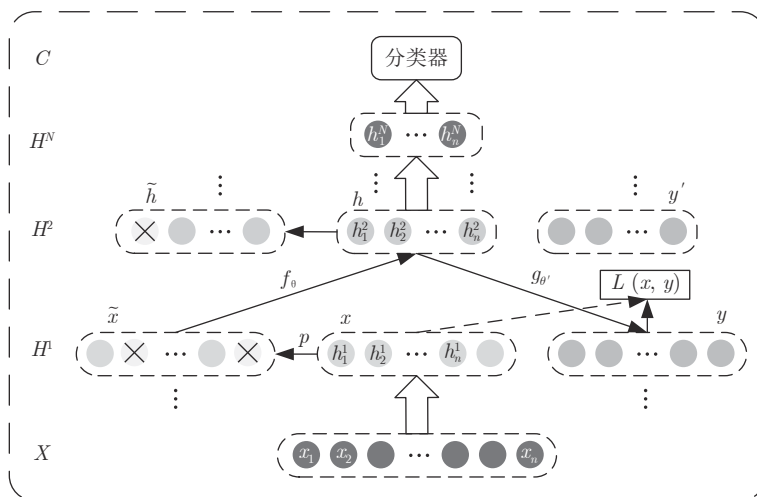 C 分类器
H^N h_1^N ... h_n^N
⋮ ⋮ ⋮ ⋮
h̃ h y′
H^2 ... h_1^2 h_2^2 ... h_n^2 ...
f_θ g_θ′ L (x, y)
x̃ p x y
H^1 ... h_1^1 h_2^1 ... h_n^1 ...
⋮ ⋮
X x_1 x_2 ... x_n